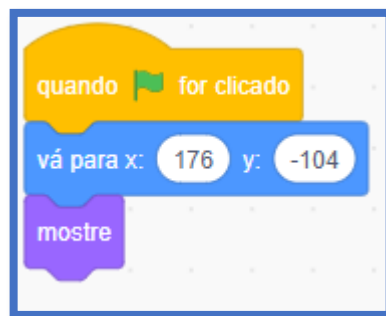 quando for clicado
vá para x: 176 y: -104
mostre